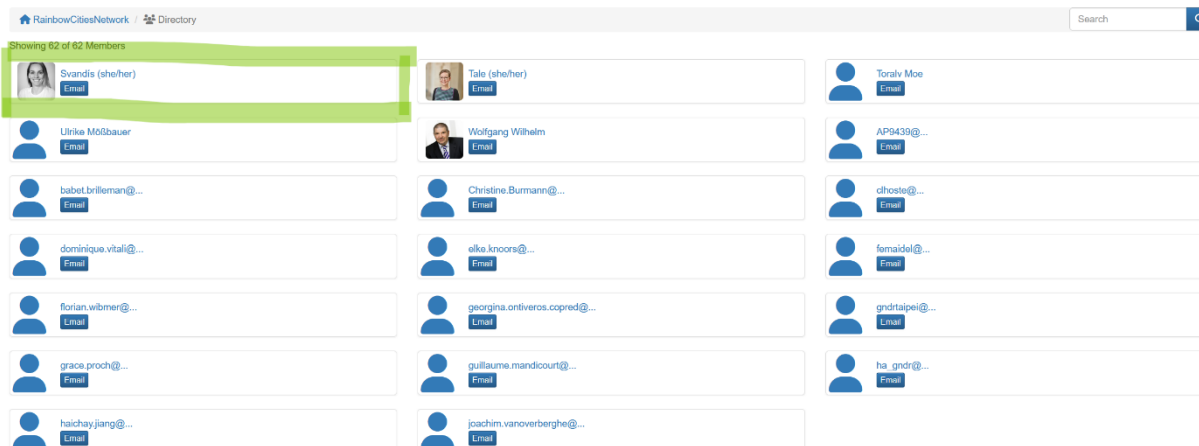 RainbowCitiesNetwork / Directory
Search
Showing 62 of 62 Members
Svandís (she/her)
Email
Tale (she/her)
Email
Toralv Moe
Email
Ulrike Mößbauer
Email
Wolfgang Wilhelm
Email
AP9439@...
Email
babet.brilleman@...
Email
Christine.Burmann@...
Email
clhoste@...
Email
dominique.vitali@...
Email
elke.knoors@...
Email
femaidel@...
Email
florian.wibmer@...
Email
georgina.ontiveros.copred@...
Email
gndrtaipei@...
Email
grace.proch@...
Email
guillaume.mandicourt@...
Email
ha_gndr@...
Email
haichay.jiang@...
Email
joachim.vanoverberghe@...
Email